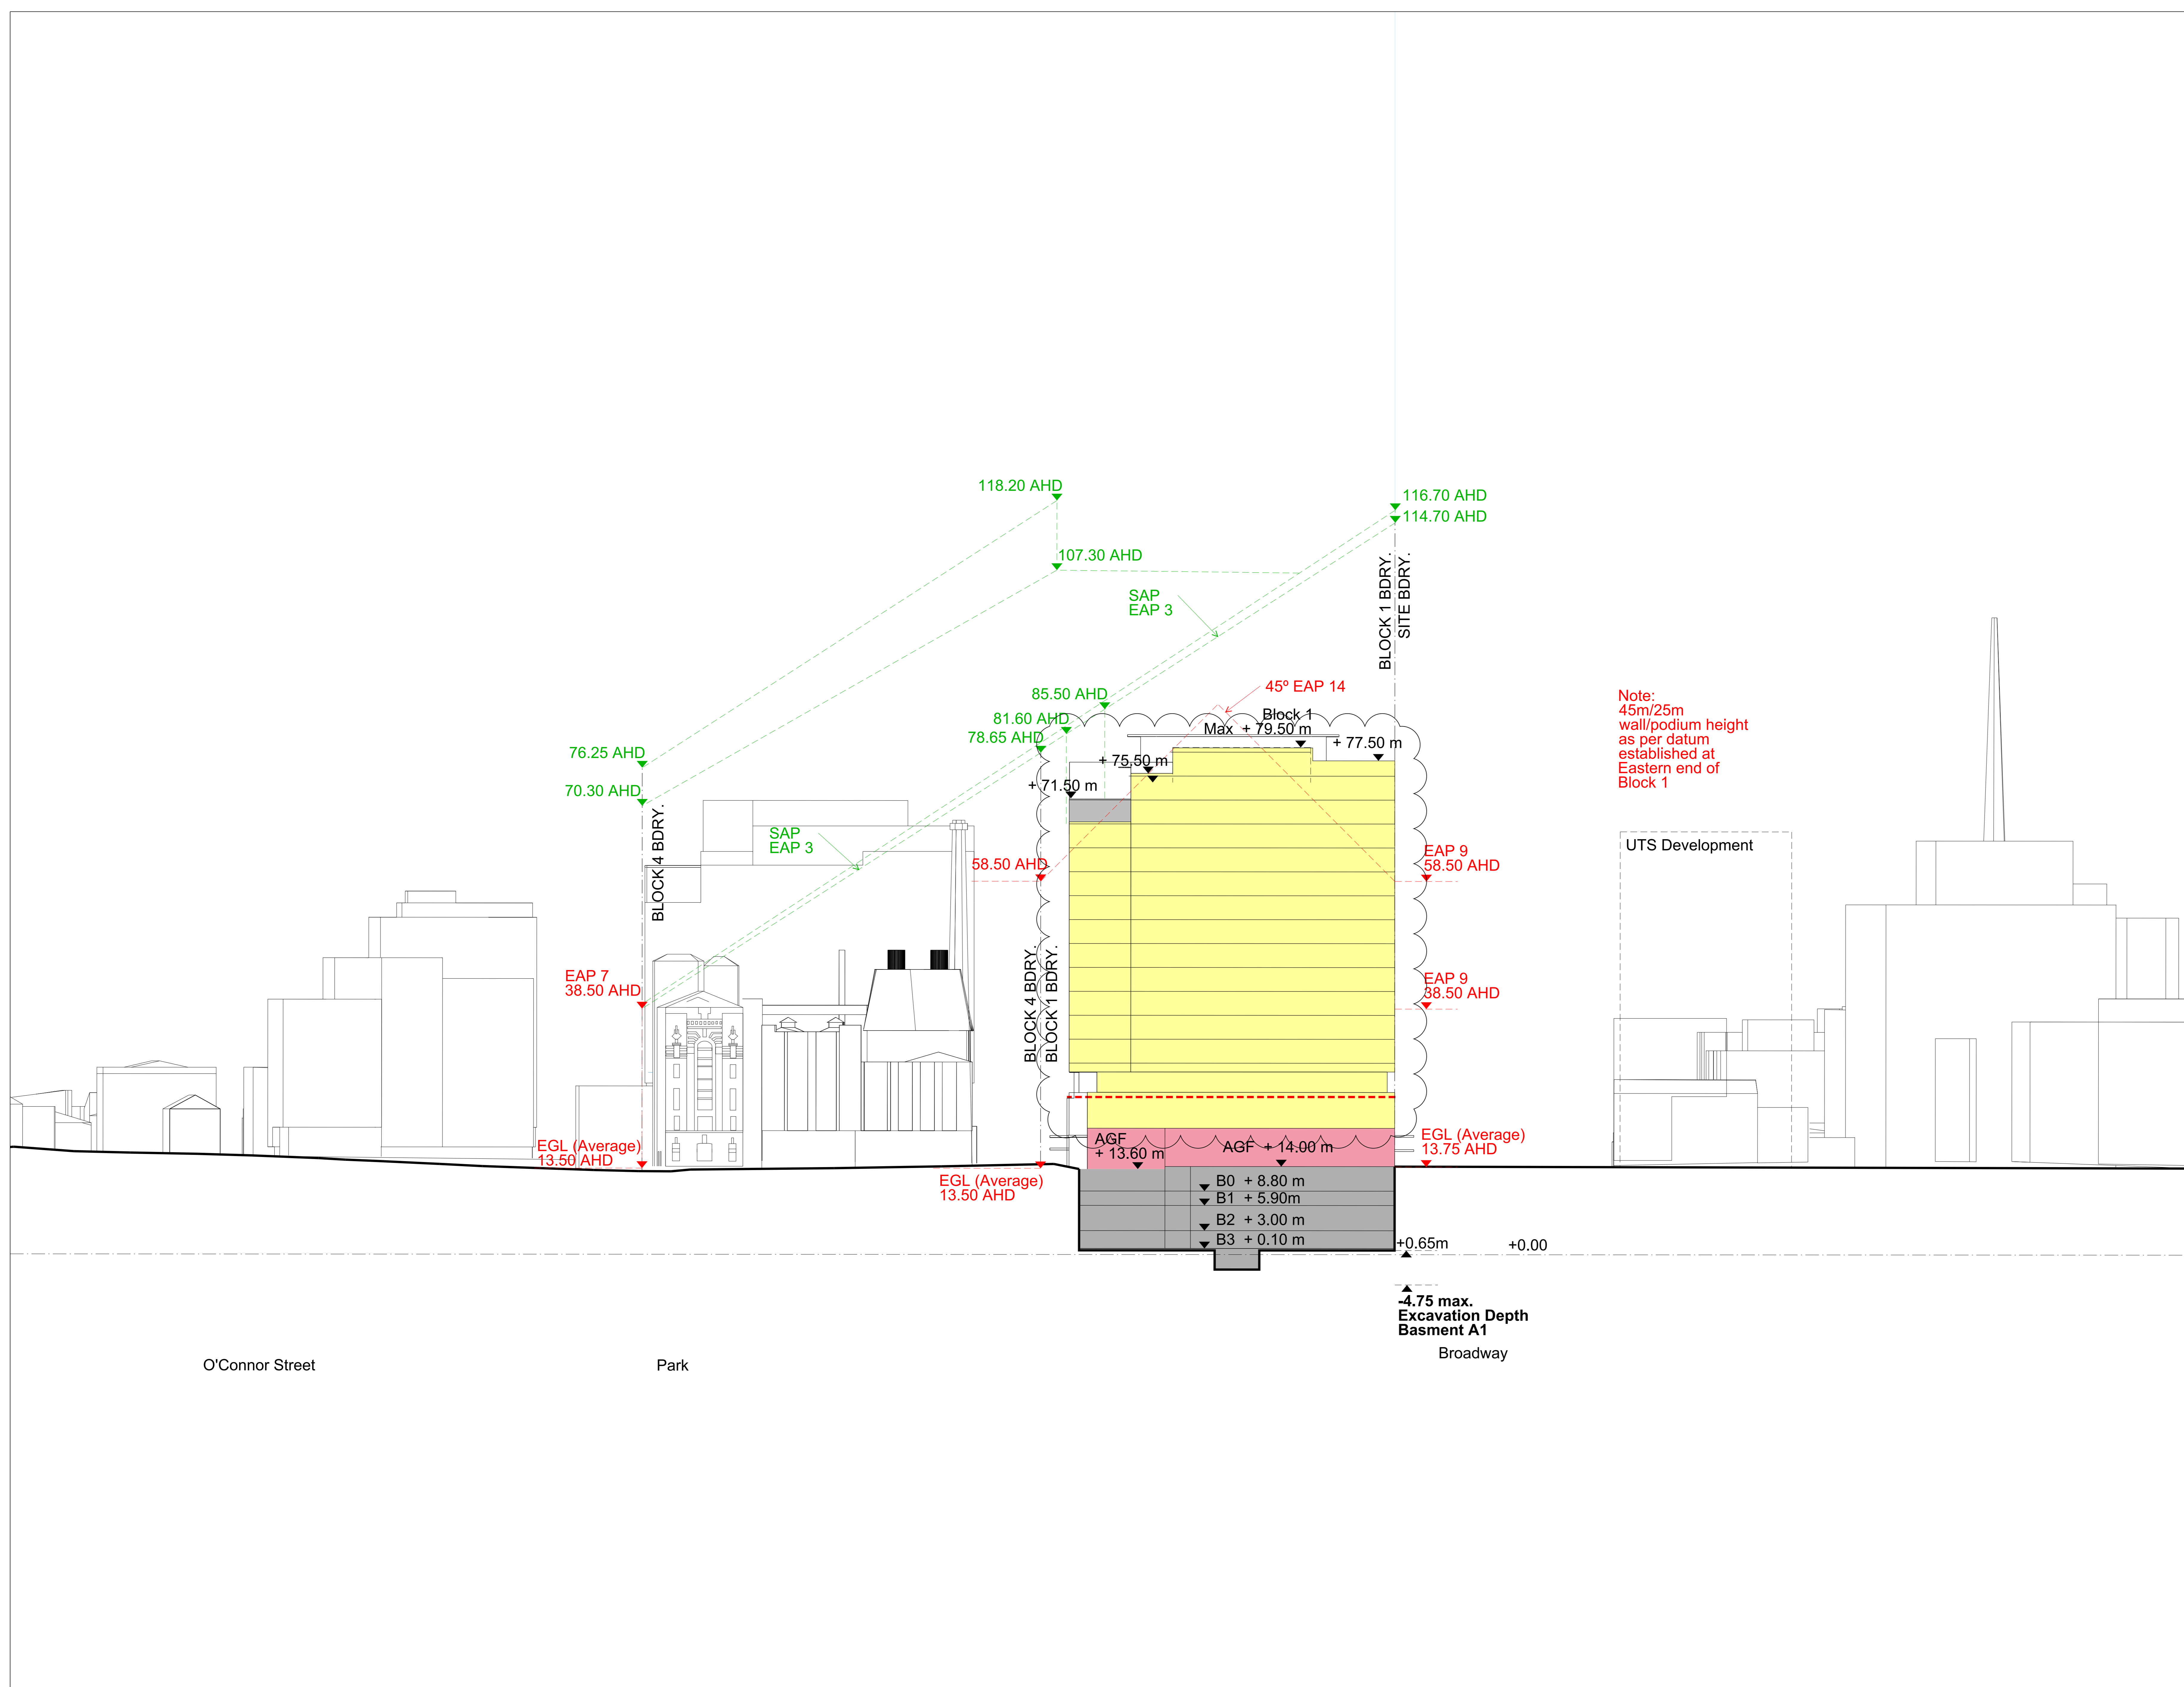 118.20 AHD
116.70 AHD
114.70 AHD
107.30 AHD
SAP
EAP 3
BLOCK 1 BDRY.
SITE BDRY.
45º EAP 14
85.50 AHD
81.60 AHD
78.65 AHD
Block 1
Max + 79.50 m
+ 77.50 m
+ 75.50 m
+ 71.50 m
Note:
45m/25m
wall/podium height
as per datum
established at
Eastern end of
Block 1
76.25 AHD
70.30 AHD
BLOCK 4 BDRY.
SAP
EAP 3
58.50 AHD
EAP 9
58.50 AHD
UTS Development
EAP 7
38.50 AHD
BLOCK 4 BDRY.
BLOCK 1 BDRY.
EAP 9
38.50 AHD
EGL (Average)
13.50 AHD
AGF
+ 13.60 m
AGF + 14.00 m
EGL (Average)
13.75 AHD
EGL (Average)
13.50 AHD
B0 + 8.80 m
B1 + 5.90m
B2 + 3.00 m
B3 + 0.10 m
+0.65m
+0.00
-4.75 max.
Excavation Depth
Basment A1
O'Connor Street
Park
Broadway